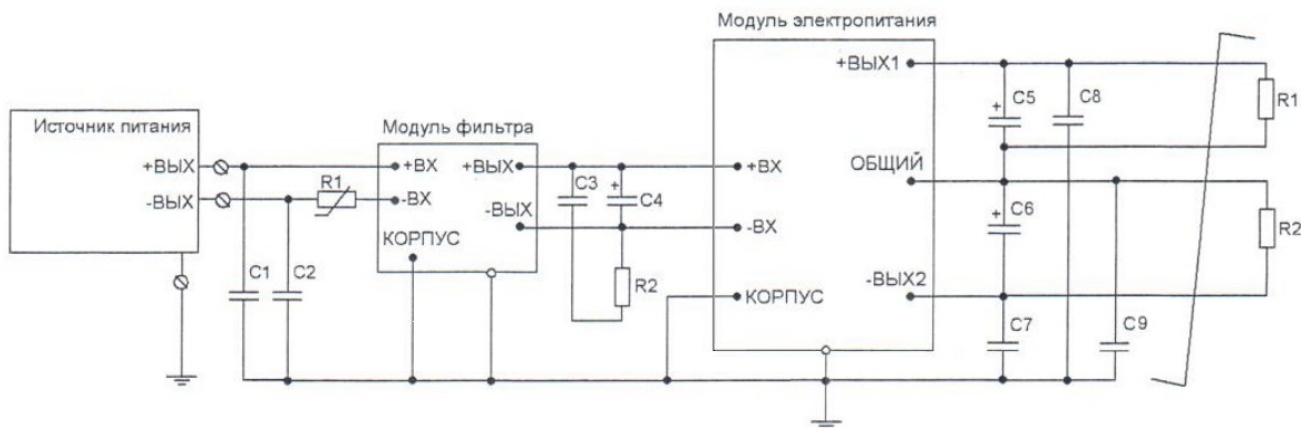 Модуль электропитания
+ВЫХ1
C5
+
C8
R1
Источник питания
Модуль фильтра
+ВЫХ
+ВХ
+ВЫХ
+ВХ
ОБЩИЙ
R1
C3
+
C4
-ВЫХ
-ВХ
+
C6
R2
-ВЫХ
-ВХ
КОРПУС
-ВЫХ2
C1
C2
R2
КОРПУС
C7
C9